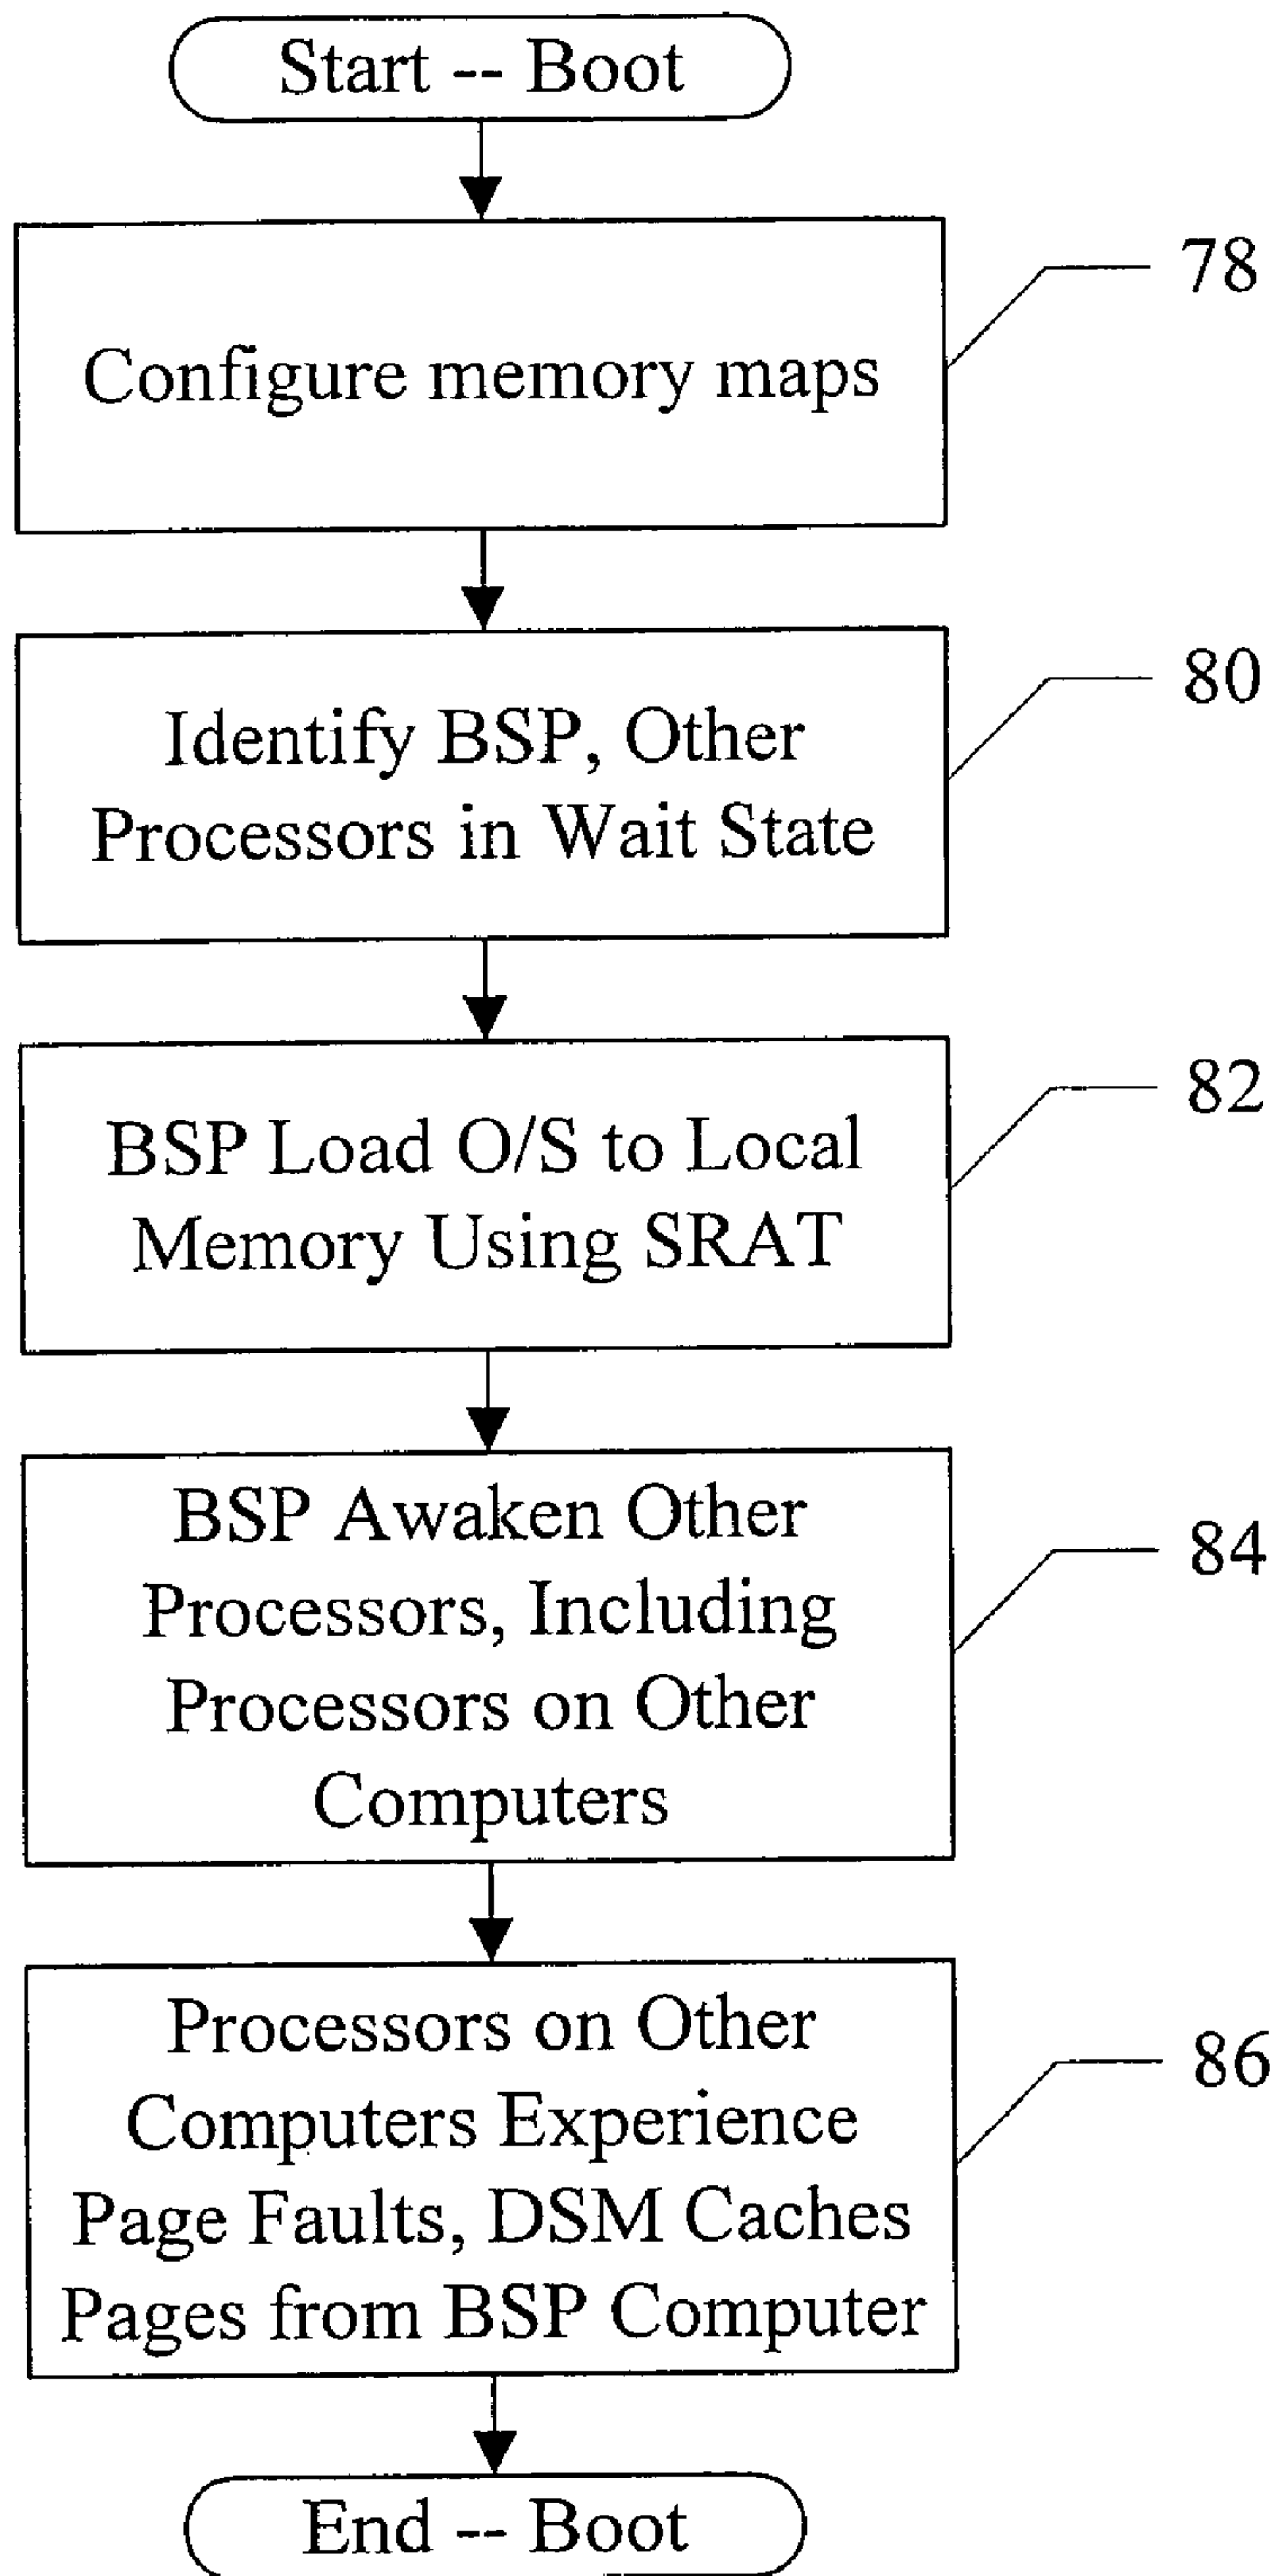 Start -- Boot
78
Configure memory maps
80
Identify BSP, Other
Processors in Wait State
82
BSP Load O/S to Local
Memory Using SRAT
84
BSP Awaken Other
Processors, Including
Processors on Other
Computers
86
Processors on Other
Computers Experience
Page Faults, DSM Caches
Pages from BSP Computer
End -- Boot